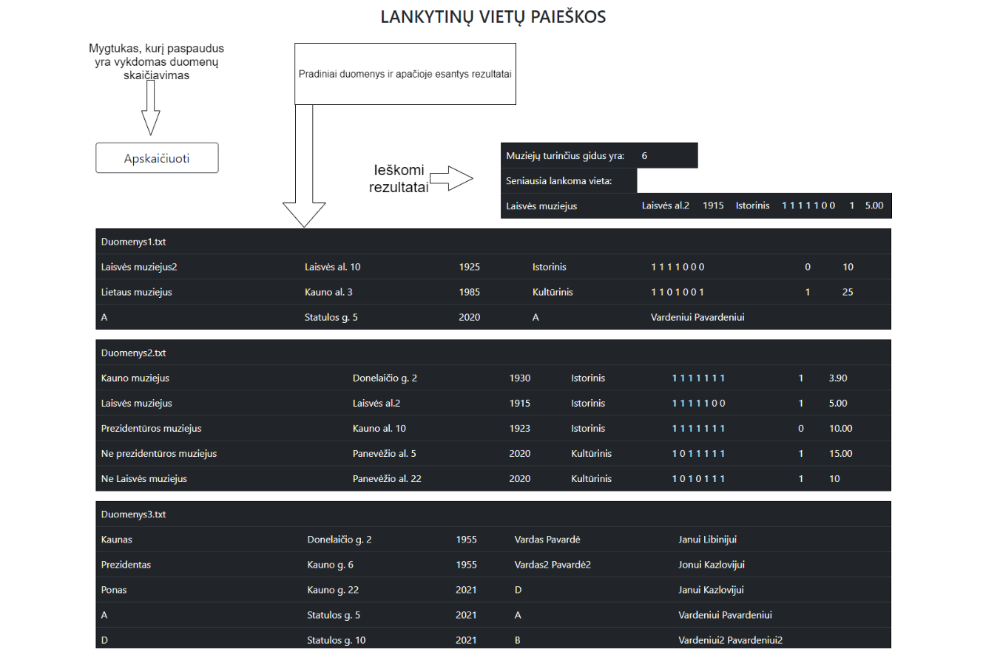 LANKYTINŲ VIETŲ PAIEŠKOS
Mygtukas, kurį paspaudus
yra vykdomas duomenų
skaičiavimas
Pradiniai duomenys ir apačioje esantys rezultatai
Apskaičiuoti
Ieškomi
rezultatai
Muziejų turinčius gidus yra: 6
Seniausia lankoma vieta:
Laisvės muziejus Laisvės al.2 1915 Istorinis 1 1 1 1 1 0 0 1 5.00
Duomenys1.txt
Laisvės muziejus2 Laisvės al. 10 1925 Istorinis 1 1 1 1 0 0 0 0 10
Lietaus muziejus Kauno al. 3 1985 Kultūrinis 1 1 0 1 0 0 1 1 25
A Statulos g. 5 2020 A Vardeniui Pavardeniui
Duomenys2.txt
Kauno muziejus Donelaičio g. 2 1930 Istorinis 1 1 1 1 1 1 1 1 3.90
Laisvės muziejus Laisvės al.2 1915 Istorinis 1 1 1 1 1 0 0 1 5.00
Prezidentūros muziejus Kauno al. 10 1923 Istorinis 1 1 1 1 1 1 1 0 10.00
Ne prezidentūros muziejus Panevėžio al. 5 2020 Kultūrinis 1 0 1 1 1 1 1 1 15.00
Ne Laisvės muziejus Panevėžio al. 22 2020 Kultūrinis 1 0 1 0 1 1 1 1 10
Duomenys3.txt
Kaunas Donelaičio g. 2 1955 Vardas Pavardė Janui Libinijui
Prezidentas Kauno g. 6 1955 Vardas2 Pavardė2 Jonui Kazlovijui
Ponas Kauno g. 22 2021 D Janui Kazlovijui
A Statulos g. 5 2021 A Vardeniui Pavardeniui
D Statulos g. 10 2021 B Vardeniui2 Pavardeniui2